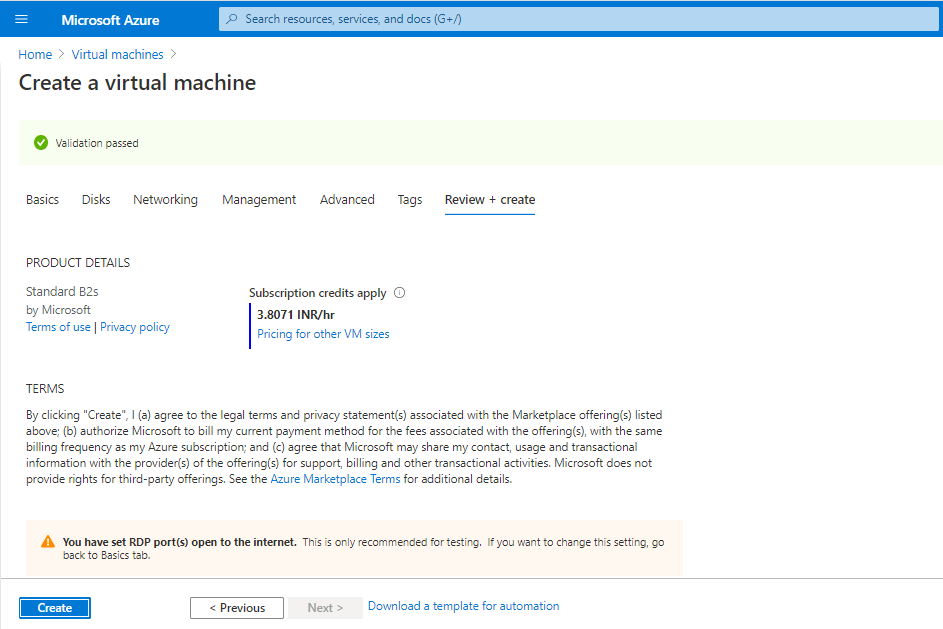 Microsoft Azure
Search resources, services, and docs (G+/)
Home > Virtual machines >
Create a virtual machine
Validation passed
Basics Disks Networking Management Advanced Tags Review + create
PRODUCT DETAILS
Standard B2s
by Microsoft
Terms of use | Privacy policy
Subscription credits apply
3.8071 INR/hr
Pricing for other VM sizes
TERMS
By clicking "Create", I (a) agree to the legal terms and privacy statement(s) associated with the Marketplace offering(s) listed
above; (b) authorize Microsoft to bill my current payment method for the fees associated with the offering(s), with the same
billing frequency as my Azure subscription; and (c) agree that Microsoft may share my contact, usage and transactional
information with the provider(s) of the offering(s) for support, billing and other transactional activities. Microsoft does not
provide rights for third-party offerings. See the Azure Marketplace Terms for additional details.
You have set RDP port(s) open to the internet. This is only recommended for testing. If you want to change this setting, go
back to Basics tab.
Create < Previous Next > Download a template for automation